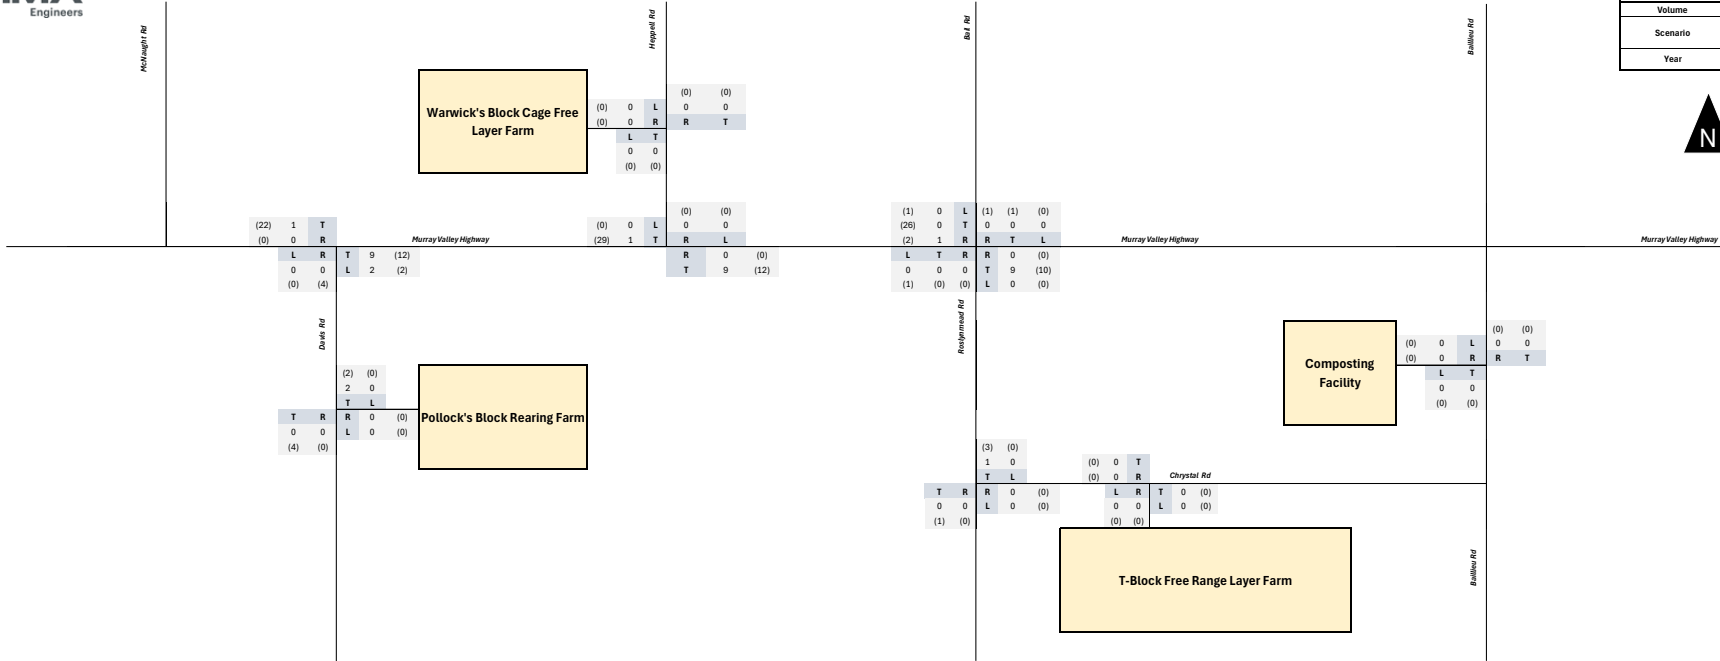 Engineers
McNaught Rd
Heppell Rd
Ball Rd
Baillieu Rd
Volume
Scenario
Year
N
Warwick's Block Cage Free
Layer Farm
(0) 0 L
(0) 0 R
L T
0 0
(0) (0)
(0) (0)
0 0
R T
(22) 1 T
(0) 0 R
L R
0 0
(0) (4)
T 9 (12)
L 2 (2)
Murray Valley Highway
(0) 0 L
(29) 1 T
(0) (0)
0 0
R L
R 0 (0)
T 9 (12)
(1) 0 L
(26) 0 T
(2) 1 R
(1) (1) (0)
0 0 0
R T L
L T R
0 0 0
(1) (0) (0)
R 0 (0)
T 9 (10)
L 0 (0)
Murray Valley Highway
Murray Valley Highway
Davis Rd
Roslynmead Rd
(2) (0)
2 0
T L
T R
0 0
(4) (0)
R 0 (0)
L 0 (0)
Pollock's Block Rearing Farm
Composting
Facility
(0) 0 L
(0) 0 R
(0) (0)
0 0
R T
L T
0 0
(0) (0)
(3) (0)
1 0
T L
T R
0 0
(1) (0)
R 0 (0)
L 0 (0)
(0) 0 T
(0) 0 R
Chrystal Rd
L R
0 0
(0) (0)
T 0 (0)
L 0 (0)
T-Block Free Range Layer Farm
Baillieu Rd